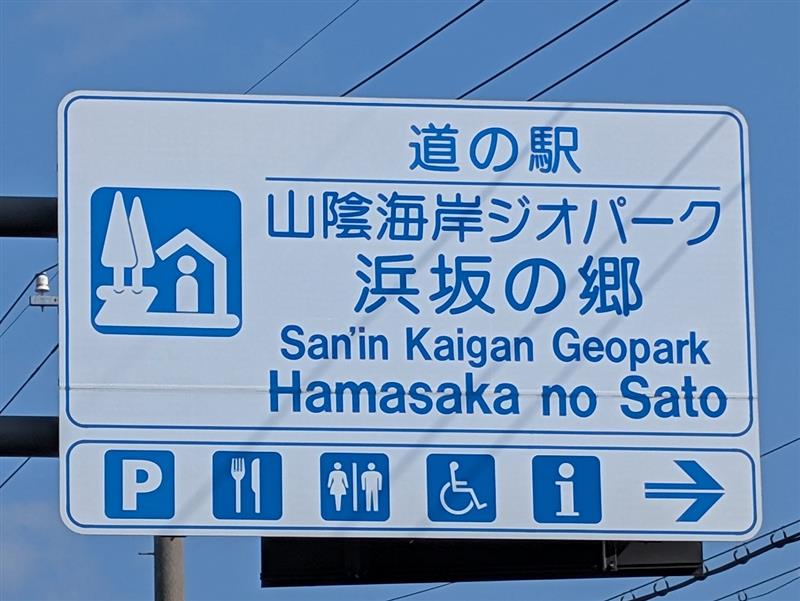 道の駅
山陰海岸ジオパーク
浜坂の郷
San'in Kaigan Geopark
Hamasaka no Sato
P
i